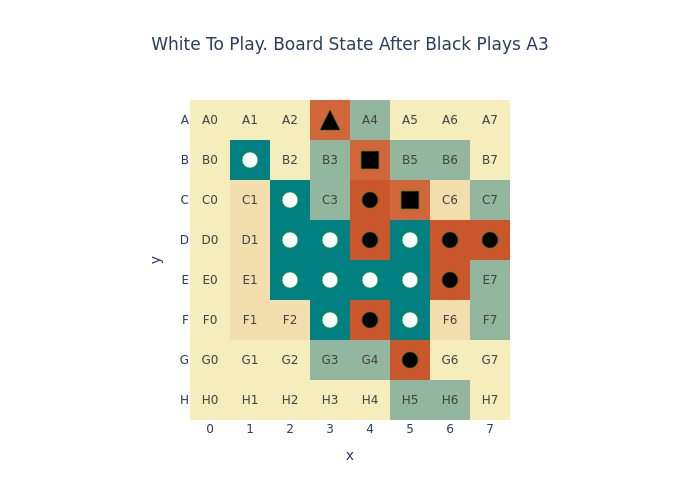 White To Play. Board State After Black Plays A3
A A0 A1 A2 A4 A5 A6 A7
B B0 B2 B3 B5 B6 B7
C C0 C1 C3 C6 C7
D D0 D1
E E0 E1 E7
F F0 F1 F2 F6 F7
G G0 G1 G2 G3 G4 G6 G7
H H0 H1 H2 H3 H4 H5 H6 H7
0 1 2 3 4 5 6 7
x
y